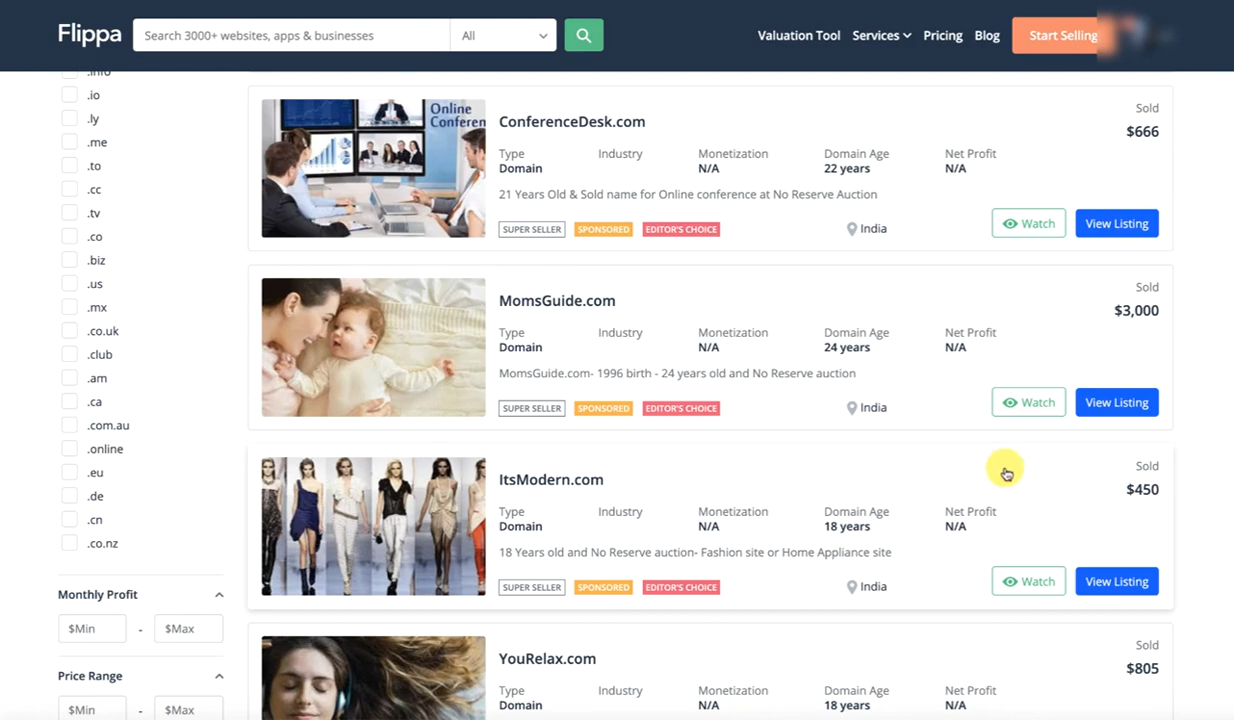 Flippa
Search 3000+ websites, apps & businesses
All
Valuation Tool
Services
Pricing
Blog
Start Selling
.info
.io
.ly
.me
.to
.cc
.tv
.co
.biz
.us
.mx
.co.uk
.club
.am
.ca
.com.au
.online
.eu
.de
.cn
.co.nz
Monthly Profit
$Min - $Max
Price Range
$Min - $Max
Online
Conferen
ConferenceDesk.com
Sold
$666
Type Industry Monetization Domain Age Net Profit
Domain N/A 22 years N/A
21 Years Old & Sold name for Online conference at No Reserve Auction
SUPER SELLER SPONSORED EDITOR'S CHOICE India Watch View Listing
MomsGuide.com
Sold
$3,000
Type Industry Monetization Domain Age Net Profit
Domain N/A 24 years N/A
MomsGuide.com- 1996 birth - 24 years old and No Reserve auction
SUPER SELLER SPONSORED EDITOR'S CHOICE India Watch View Listing
ItsModern.com
Sold
$450
Type Industry Monetization Domain Age Net Profit
Domain N/A 18 years N/A
18 Years old and No Reserve auction- Fashion site or Home Appliance site
SUPER SELLER SPONSORED EDITOR'S CHOICE India Watch View Listing
YouRelax.com
Sold
$805
Type Industry Monetization Domain Age Net Profit
Domain N/A 18 years N/A